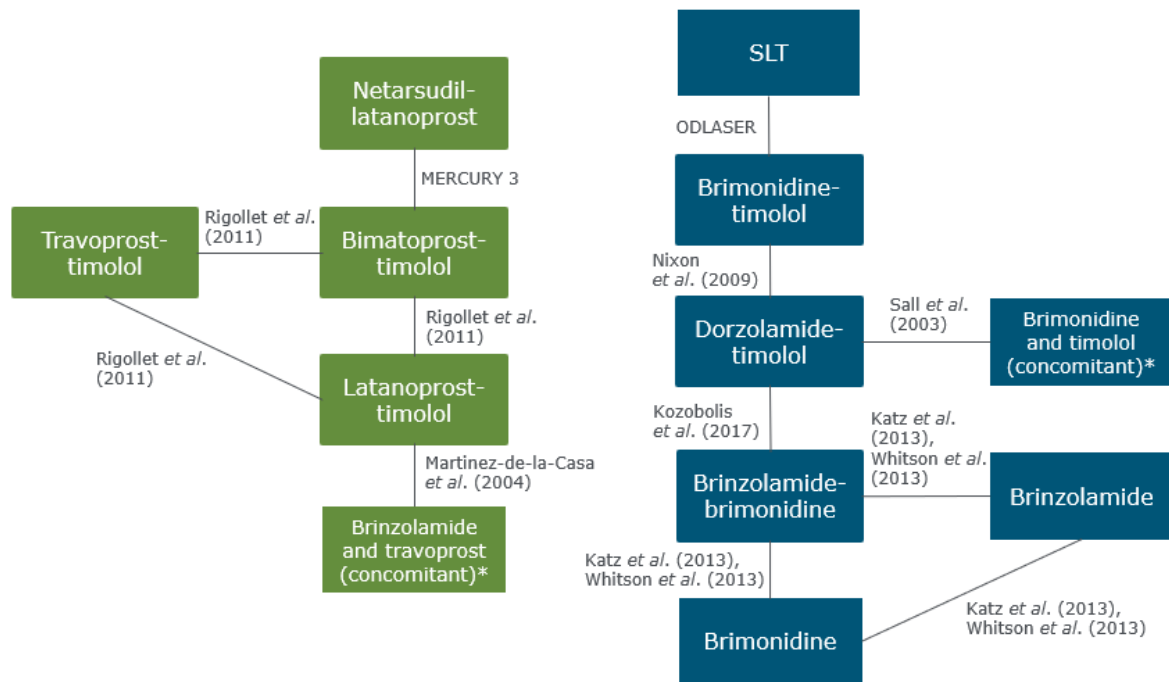 Netarsudil-
latanoprost
MERCURY 3
Travoprost-
timolol
Rigollet et al.
(2011)
Bimatoprost-
timolol
Rigollet et al.
(2011)
Rigollet et al.
(2011)
Latanoprost-
timolol
Martinez-de-la-Casa
et al. (2004)
Brinzolamide
and travoprost
(concomitant)*
SLT
ODLASER
Brimonidine-
timolol
Nixon
et al. (2009)
Dorzolamide-
timolol
Sall et al.
(2003)
Brimonidine
and timolol
(concomitant)*
Kozobolis
et al. (2017)
Katz et al.
(2013),
Whitson et al.
(2013)
Brinzolamide-
brimonidine
Brinzolamide
Katz et al. (2013),
Whitson et al. (2013)
Brimonidine
Katz et al. (2013),
Whitson et al. (2013)